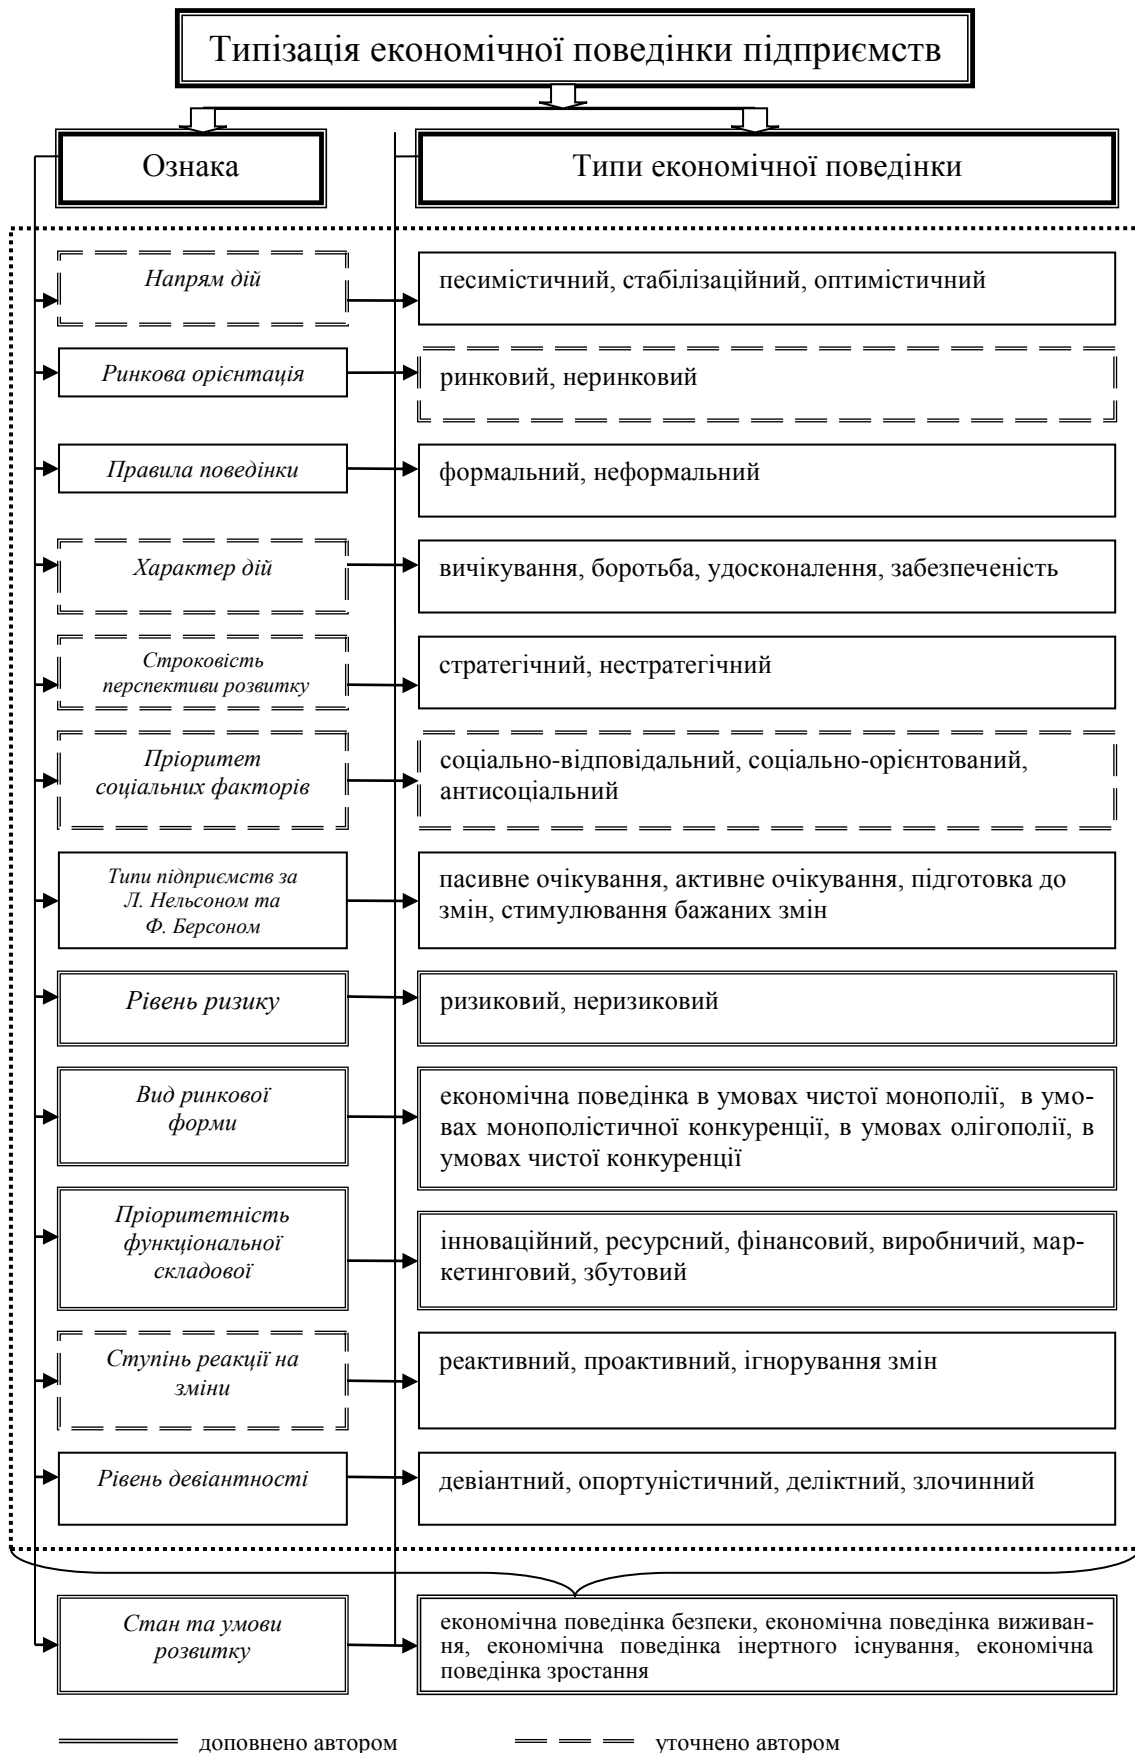 Типізація економічної поведінки підприємств
Ознака
Типи економічної поведінки
Напрям дій
песимістичний, стабілізаційний, оптимістичний
Ринкова орієнтація
ринковий, неринковий
Правила поведінки
формальний, неформальний
Характер дій
вичікування, боротьба, удосконалення, забезпеченість
Строковість
перспективи розвитку
стратегічний, нестратегічний
Пріоритет
соціальних факторів
соціально-відповідальний, соціально-орієнтований,
антисоціальний
Типи підприємств за
Л. Нельсоном та
Ф. Берсоном
пасивне очікування, активне очікування, підготовка до
змін, стимулювання бажаних змін
Рівень ризику
ризиковий, неризиковий
Вид ринкової
форми
економічна поведінка в умовах чистої монополії, в умо-
вах монополістичної конкуренції, в умовах олігополії, в
умовах чистої конкуренції
Пріоритетність
функціональної
складової
інноваційний, ресурсний, фінансовий, виробничий, мар-
кетинговий, збутовий
Ступінь реакції на
зміни
реактивний, проактивний, ігнорування змін
Рівень девіантності
девіантний, опортуністичний, деліктний, злочинний
Стан та умови
розвитку
економічна поведінка безпеки, економічна поведінка виживан-
ня, економічна поведінка інертного існування, економічна
поведінка зростання
доповнено автором
уточнено автором